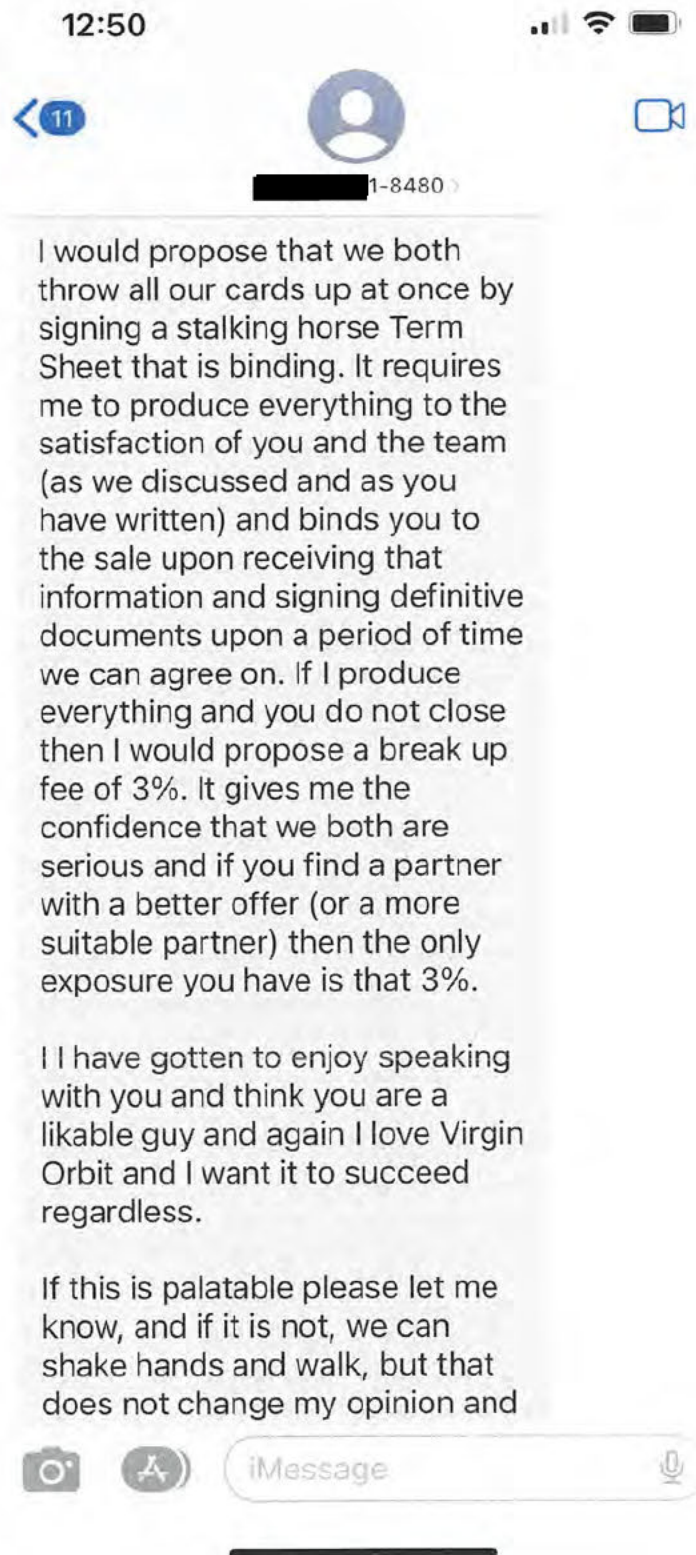 12:50
11
1-8480
I would propose that we both
throw all our cards up at once by
signing a stalking horse Term
Sheet that is binding. It requires
me to produce everything to the
satisfaction of you and the team
(as we discussed and as you
have written) and binds you to
the sale upon receiving that
information and signing definitive
documents upon a period of time
we can agree on. If I produce
everything and you do not close
then I would propose a break up
fee of 3%. It gives me the
confidence that we both are
serious and if you find a partner
with a better offer (or a more
suitable partner) then the only
exposure you have is that 3%.
I I have gotten to enjoy speaking
with you and think you are a
likable guy and again I love Virgin
Orbit and I want it to succeed
regardless.
If this is palatable please let me
know, and if it is not, we can
shake hands and walk, but that
does not change my opinion and
iMessage